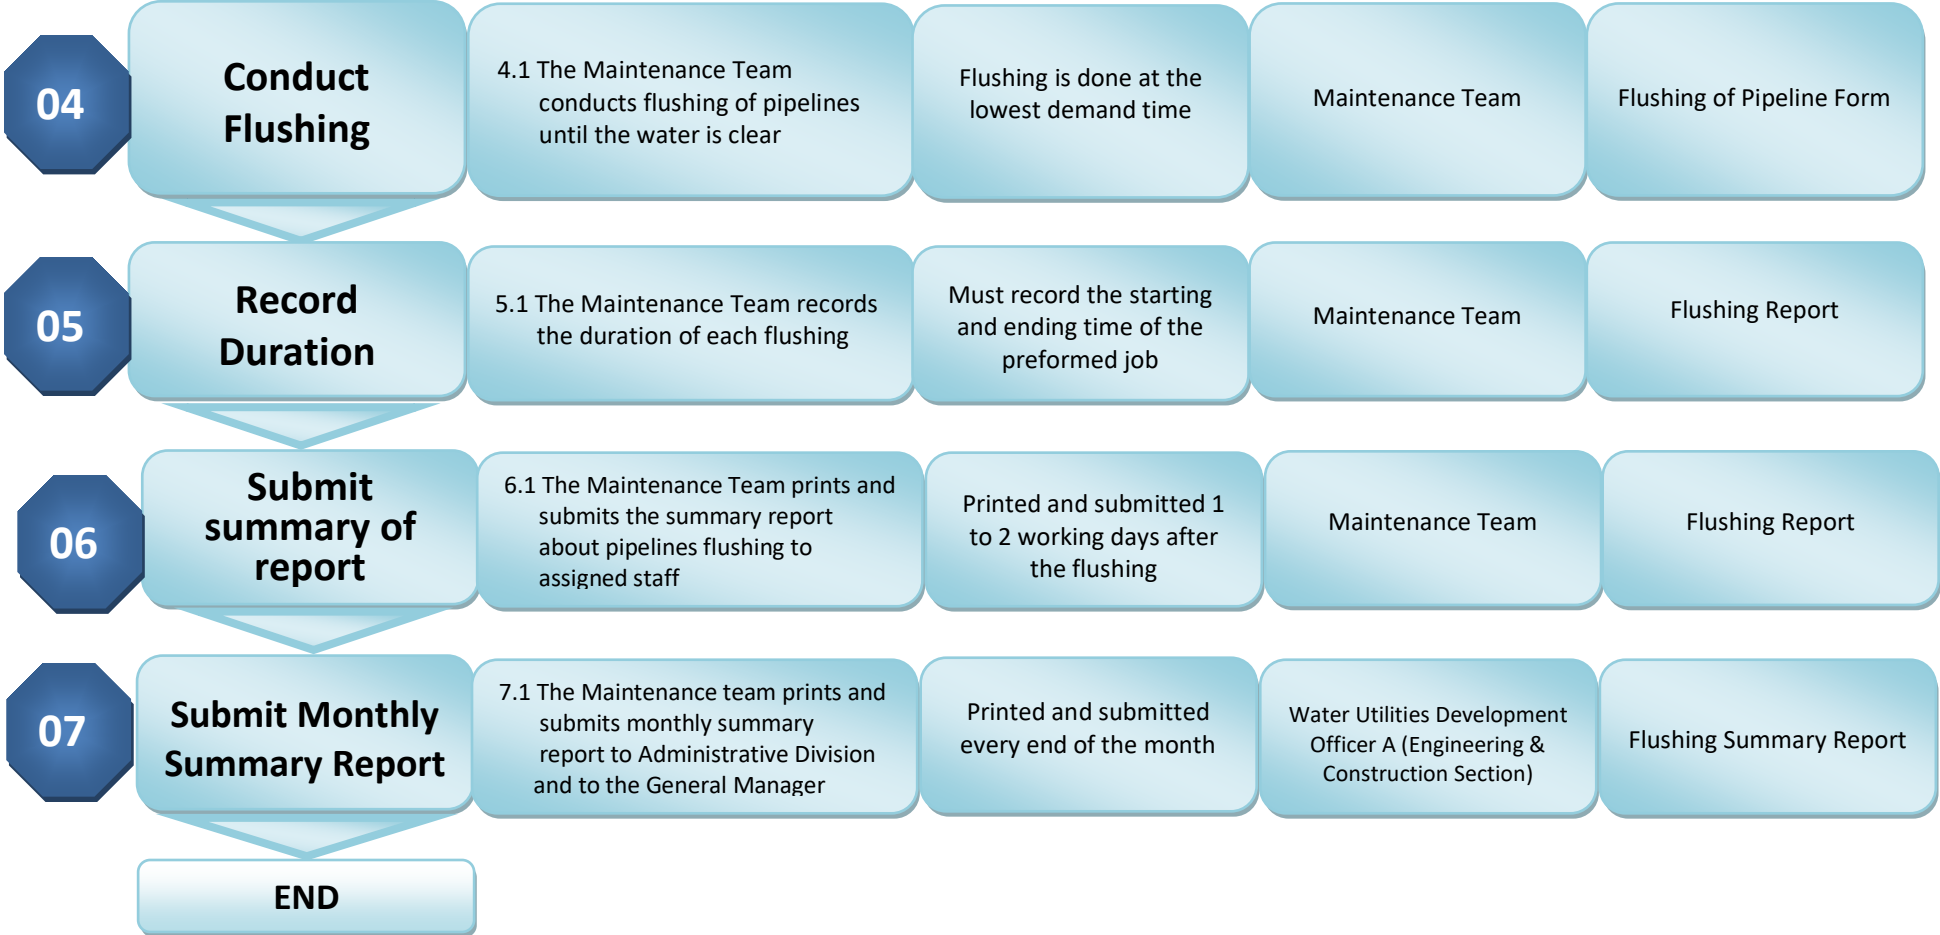 04
Conduct
Flushing
4.1 The Maintenance Team
conducts flushing of pipelines
until the water is clear
Flushing is done at the
lowest demand time
Maintenance Team
Flushing of Pipeline Form
05
Record
Duration
5.1 The Maintenance Team records
the duration of each flushing
Must record the starting
and ending time of the
preformed job
Maintenance Team
Flushing Report
06
Submit
summary of
report
6.1 The Maintenance Team prints and
submits the summary report
about pipelines flushing to
assigned staff
Printed and submitted 1
to 2 working days after
the flushing
Maintenance Team
Flushing Report
07
Submit Monthly
Summary Report
7.1 The Maintenance team prints and
submits monthly summary
report to Administrative Division
and to the General Manager
Printed and submitted
every end of the month
Water Utilities Development
Officer A (Engineering &
Construction Section)
Flushing Summary Report
END